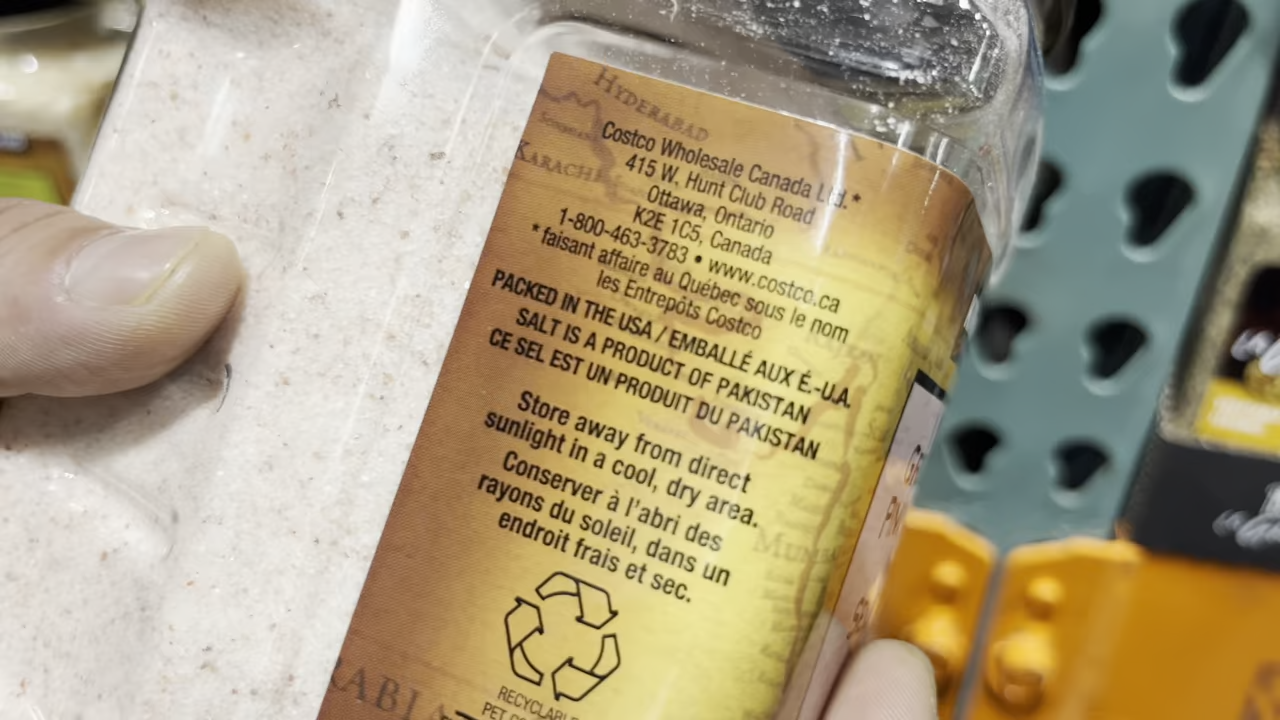 HYDERABAD
KARACHI
Costco Wholesale Canada Ltd.*
415 W. Hunt Club Road
Ottawa, Ontario
K2E 1C5, Canada
1-800-463-3783 • www.costco.ca
*faisant affaire au Québec sous le nom
les Entrepôts Costco
PACKED IN THE USA / EMBALLÉ AUX É.-U.A.
SALT IS A PRODUCT OF PAKISTAN
CE SEL EST UN PRODUIT DU PAKISTAN
Store away from direct
sunlight in a cool, dry area.
Conserver à l'abri des
rayons du soleil, dans un
endroit frais et sec.
RECYCLABLE
PET